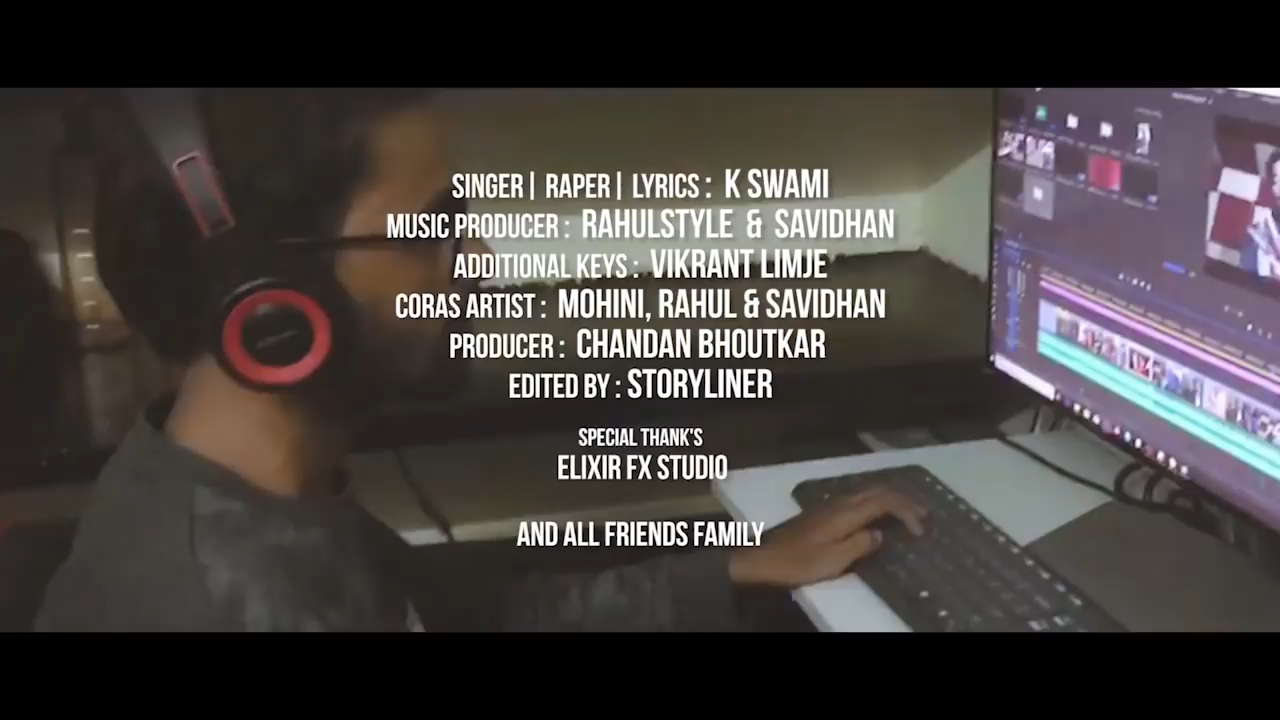 SINGER | RAPER | LYRICS : K SWAMI
MUSIC PRODUCER : RAHULSTYLE & SAVIDHAN
ADDITIONAL KEYS : VIKRANT LIMJE
CORAS ARTIST : MOHINI, RAHUL & SAVIDHAN
PRODUCER : CHANDAN BHOUTKAR
EDITED BY : STORYLINER
SPECIAL THANK'S
ELIXIR FX STUDIO
AND ALL FRIENDS FAMILY